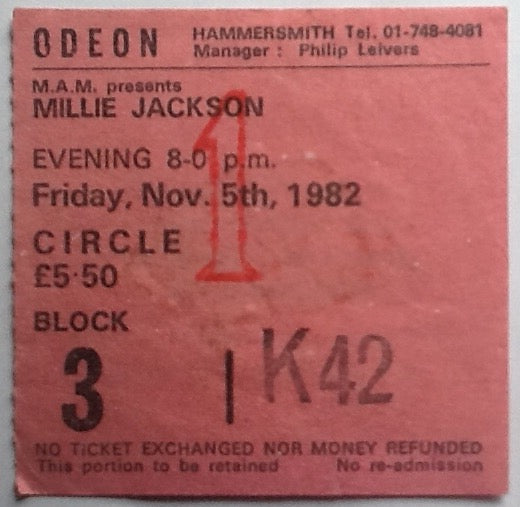 ODEON HAMMERSMITH Tel. 01-748-4081
Manager : Philip Leivers
M.A.M. presents
MILLIE JACKSON
EVENING 8-0 p.m.
Friday, Nov. 5th, 1982
1
CIRCLE
£5·50
BLOCK
3 | K42
NO TICKET EXCHANGED NOR MONEY REFUNDED
This portion to be retained No re-admission